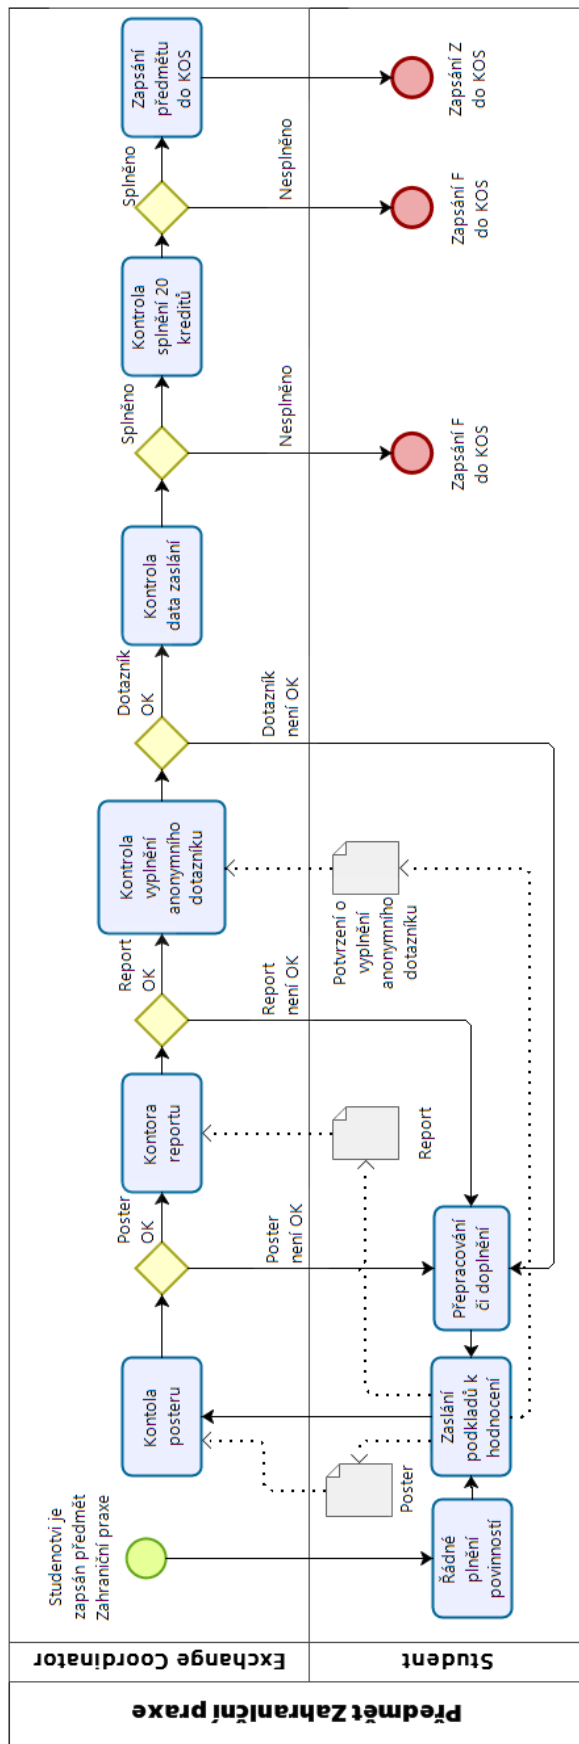 Předmět Zahraniční praxe
Exchange Coordinator
Student
Studenotvi je
zapsán předmět
Zahraniční praxe
Řádné
plnění
povinností
Zaslání
podkladů k
hodnocení
Poster
Kontola
posteru
Poster
OK
Poster
není OK
Přepracování
či doplnění
Report
Kontora
reportu
Report
OK
Report
není OK
Potvrzení o
vyplnění
anonymního
dotazníku
Kontrola
vyplnění
anonymního
dotazníku
Dotazník
OK
Dotazník
není OK
Kontrola
data zaslání
Splněno
Nesplněno
Zapsání F
do KOS
Kontrola
splnění 20
kreditů
Splněno
Nesplněno
Zapsání F
do KOS
Zapsání
předmětu
do KOS
Zapsání Z
do KOS